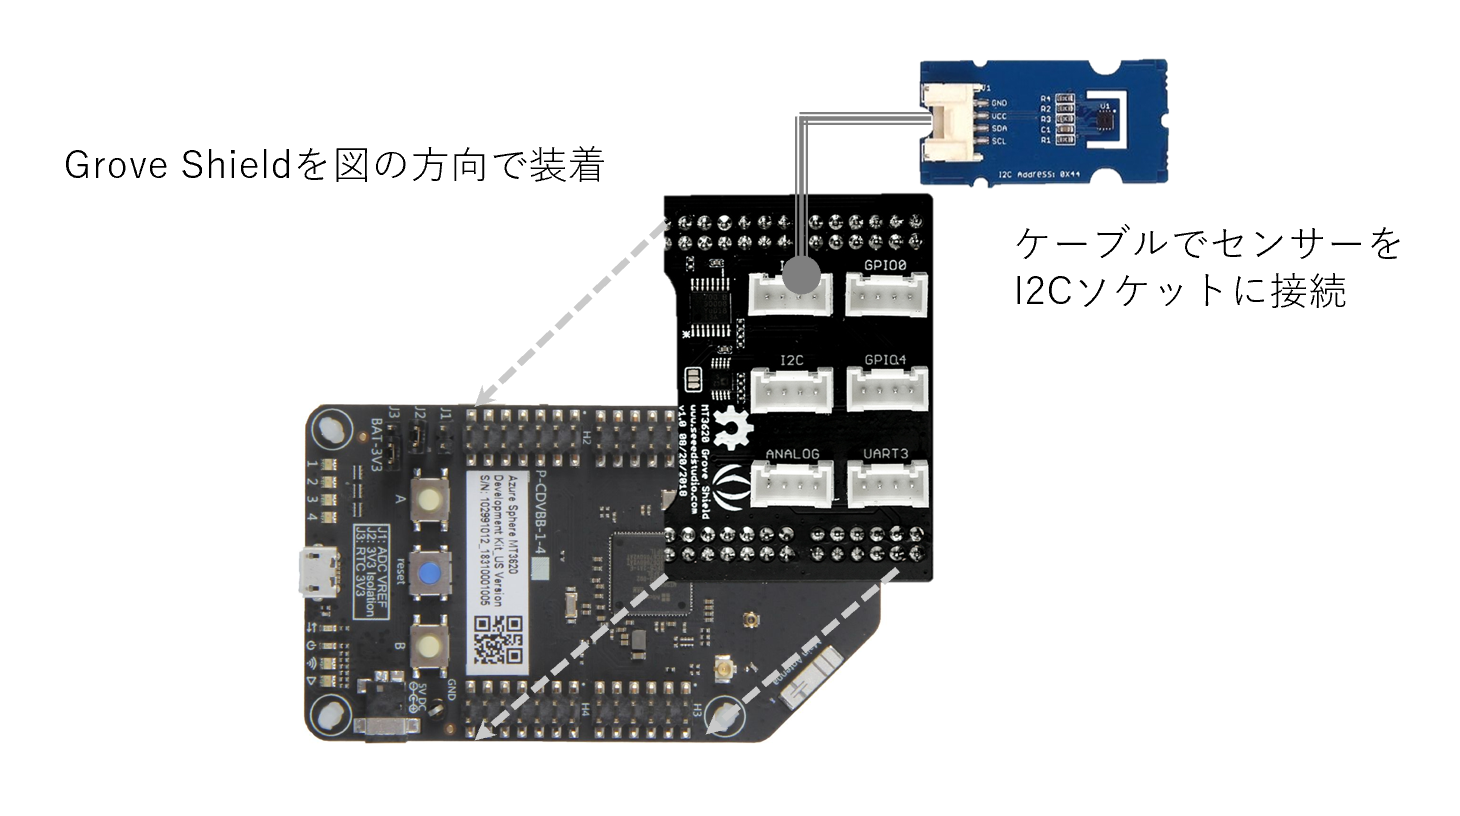 Grove Shieldを図の方向で装着
ケーブルでセンサーを
I2Cソケットに接続
J1
GND
VCC
SDA
SCL
R4
R2
R3
C1
R1
U1
I2C Address: 0X44
GPIO0
I2C
GPIO4
ANALOG
UART3
MT3620 Grove Shield
www.seeedstudio.com
v1.0 08/20/2018
J3
J2
J1
BAT-3V3
1
2
3
4
A
reset
B
J1: ADC VREF
J2: 3V3 Isolation
J3: RTC 3V3
P-CDVBB-1-4
Azure Sphere MT3620
Development Kit_US Version
S/N: 102991012_18310001005
H2
H4
H3
GND
5V DC